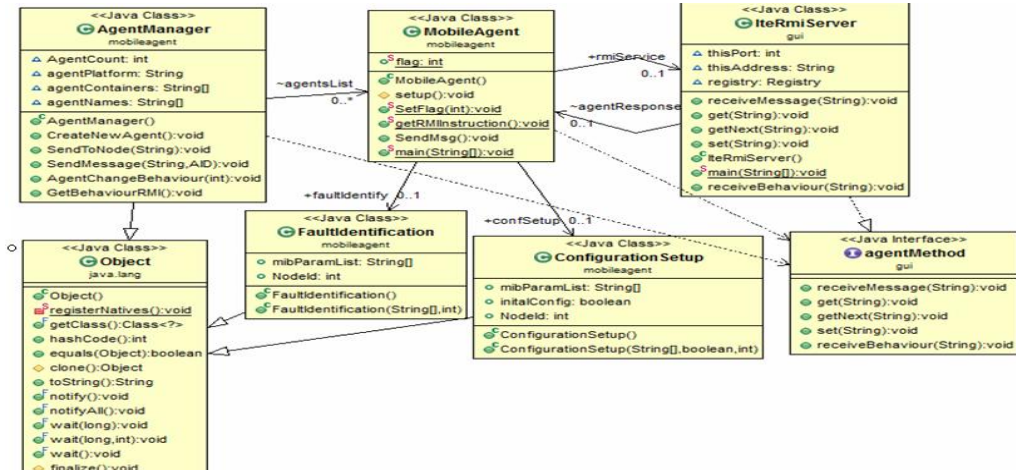 <<Java Class>>
AgentManager
mobileagent
AgentCount: int
agentPlatform: String
agentContainers: String[]
agentNames: String[]
AgentManager()
CreateNewAgent():void
SendToNode(String):void
SendMessage(String,AID):void
AgentChangeBehaviour(int):void
GetBehaviourRMI():void
~agentsList
0..*
<<Java Class>>
MobileAgent
mobileagent
flag: int
MobileAgent()
setup():void
SetFlag(int):void
getRMIInstruction():void
SendMsg():void
main(String[]):void
+rmiService
0..1
~agentResponse
0..1
<<Java Class>>
IteRmiServer
gui
thisPort: int
thisAddress: String
registry: Registry
receiveMessage(String):void
get(String):void
getNext(String):void
set(String):void
IteRmiServer()
main(String[]):void
receiveBehaviour(String):void
+faultIdentify 0..1
+confSetup 0..1
<<Java Class>>
Object
java.lang
Object()
registerNatives():void
getClass():Class<?>
hashCode():int
equals(Object):boolean
clone():Object
toString():String
notify():void
notifyAll():void
wait(long):void
wait(long,int):void
wait():void
finalize():void
<<Java Class>>
FaultIdentification
mobileagent
mibParamList: String[]
NodeId: int
FaultIdentification()
FaultIdentification(String[],int)
<<Java Class>>
ConfigurationSetup
mobileagent
mibParamList: String[]
initalConfig: boolean
NodeId: int
ConfigurationSetup()
ConfigurationSetup(String[],boolean,int)
<<Java Interface>>
agentMethod
gui
receiveMessage(String):void
get(String):void
getNext(String):void
set(String):void
receiveBehaviour(String):void